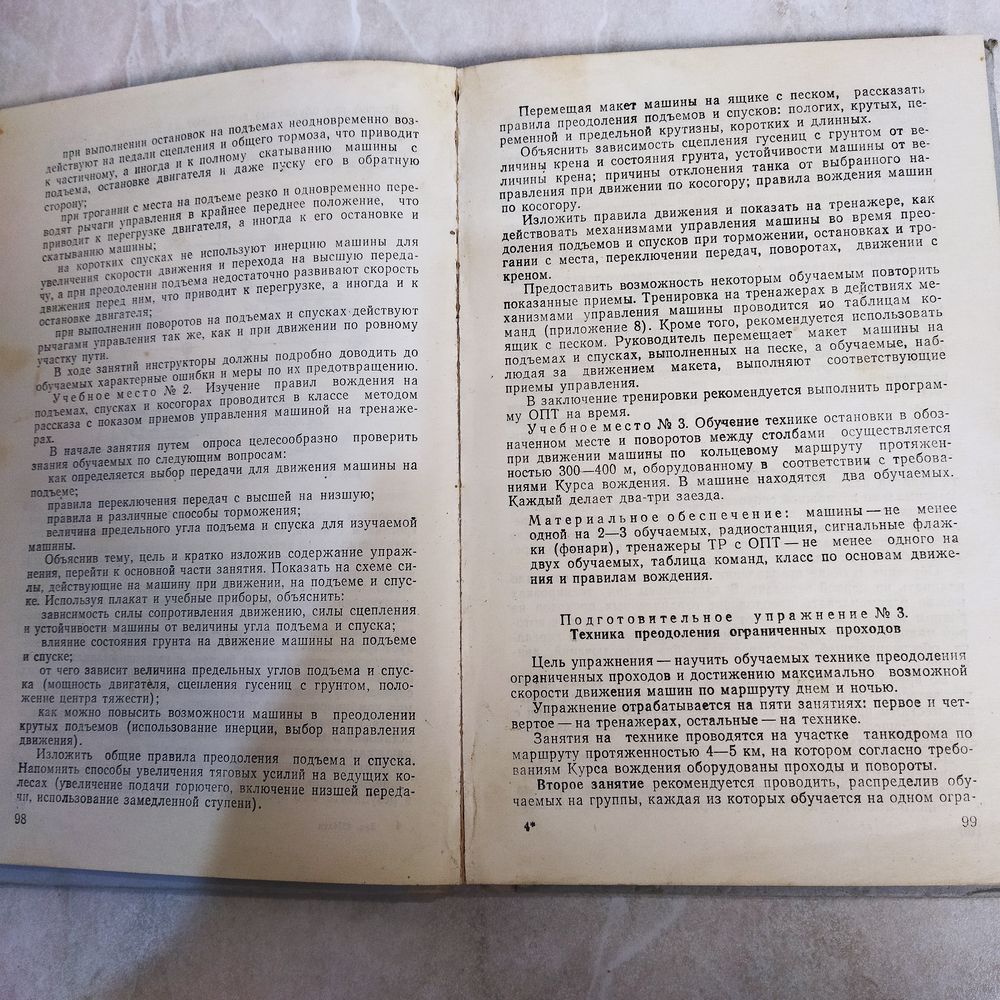 при выполнении остановок на подъемах неодновременно воз-
действуют на педали сцепления и общего тормоза, что приводит
к частичному, а иногда и к полному скатыванию машины с
подъема, остановке двигателя и даже пуску его в обратную
сторону;
при трогании с места на подъеме резко и одновременно пере-
водят рычаги управления в крайнее переднее положение, что
приводит к перегрузке двигателя, а иногда к его остановке и
скатыванию машины;
на коротких спусках не используют инерцию машины для
увеличения скорости движения и перехода на высшую переда-
чу, а при преодолении подъема недостаточно развивают скорость
движения перед ним, что приводит к перегрузке, а иногда и к
остановке двигателя;
при выполнении поворотов на подъемах и спусках действуют
рычагами управления так же, как и при движении по ровному
участку пути.
В ходе занятий инструкторы должны подробно доводить до
обучаемых характерные ошибки и меры по их предотвращению.
Учебное место № 2. Изучение правил вождения на
подъемах, спусках и косогорах проводится в классе методом
рассказа с показом приемов управления машиной на тренаже-
рах.
В начале занятия путем опроса целесообразно проверить
знания обучаемых по следующим вопросам:
как определяется выбор передачи для движения машины на
подъеме;
правила переключения передач с высшей на низшую;
правила и различные способы торможения;
величина предельного угла подъема и спуска для изучаемой
машины.
Объяснив тему, цель и кратко изложив содержание упраж-
нения, перейти к основной части занятия. Показать на схеме си-
лы, действующие на машину при движении, на подъеме и спус-
ке. Используя плакат и учебные приборы, объяснить:
зависимость силы сопротивления движению, силы сцепления
и устойчивости машины от величины угла подъема и спуска;
влияние состояния грунта на движение машины на подъеме
и спуске;
от чего зависит величина предельных углов подъема и спус-
ка (мощность двигателя, сцепления гусениц с грунтом, поло-
жение центра тяжести);
как можно повысить возможности машины в преодолении
крутых подъемов (использование инерции, выбор направления
движения).
Изложить общие правила преодоления подъема и спуска.
Напомнить способы увеличения тяговых усилий на ведущих ко-
лесах (увеличение подачи горючего, включение низшей переда-
чи, использование замедленной ступени).
98
Перемещая макет машины на ящике с песком, рассказать
правила преодоления подъемов и спусков: пологих, крутых, пе-
ременной и предельной крутизны, коротких и длинных.
Объяснить зависимость сцепления гусениц с грунтом от ве-
личины крена и состояния грунта, устойчивости машины от ве-
личины крена; причины отклонения танка от выбранного на-
правления при движении по косогору; правила вождения машин
по косогору.
Изложить правила движения и показать на тренажере, как
действовать механизмами управления машины во время прео-
доления подъемов и спусков при торможении, остановках и тро-
гании с места, переключении передач, поворотах, движении с
креном.
Предоставить возможность некоторым обучаемым повторить
показанные приемы. Тренировка на тренажерах в действиях ме-
ханизмами управления машины проводится по таблицам ко-
манд (приложение 8). Кроме того, рекомендуется использовать
ящик с песком. Руководитель перемещает макет машины на
подъемах и спусках, выполненных на песке, а обучаемые, наб-
людая за движением макета, выполняют соответствующие
приемы управления.
В заключение тренировки рекомендуется выполнить програм-
му ОПТ на время.
Учебное место № 3. Обучение технике остановки в обоз-
наченном месте и поворотов между столбами осуществляется
при движении машины по кольцевому маршруту протяжен-
ностью 300—400 м, оборудованному в соответствии с требова-
ниями Курса вождения. В машине находятся два обучаемых.
Каждый делает два-три заезда.
Материальное обеспечение: машины — не менее
одной на 2—3 обучаемых, радиостанция, сигнальные флаж-
ки (фонари), тренажеры ТР с ОПТ — не менее одного на
двух обучаемых, таблица команд, класс по основам движе-
ния и правилам вождения.
Подготовительное упражнение № 3.
Техника преодоления ограниченных проходов
Цель упражнения — научить обучаемых технике преодоления
ограниченных проходов и достижению максимально возможной
скорости движения машин по маршруту днем и ночью.
Упражнение отрабатывается на пяти занятиях: первое и чет-
вертое — на тренажерах, остальные — на технике.
Занятия на технике проводятся на участке танкодрома по
маршруту протяженностью 4—5 км, на котором согласно требо-
ваниям Курса вождения оборудованы проходы и повороты.
Второе занятие рекомендуется проводить, распределив обу-
чаемых на группы, каждая из которых обучается на одном огра-
4*
99